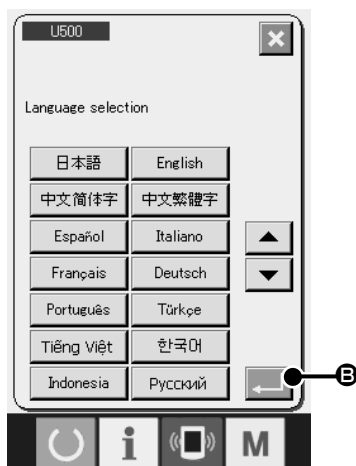 U500
Language selection
日本語 English
中文简体字 中文繁體字
Español Italiano
Français Deutsch
Português Türkçe
Tiếng Việt 한국어
Indonesia Русский
B
i M